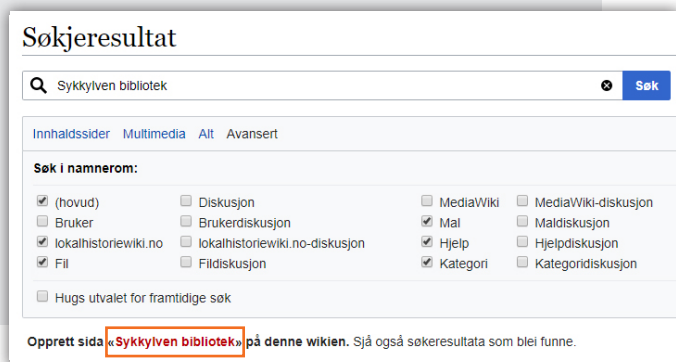 Søkjeresultat
Sykkylven bibliotek Søk
Innhaldssider Multimedia Alt Avansert
Søk i namnerom:
(hovud) Diskusjon MediaWiki MediaWiki-diskusjon
Bruker Brukerdiskusjon Mal Maldiskusjon
lokalhistoriewiki.no lokalhistoriewiki.no-diskusjon Hjelp Hjelpdiskusjon
Fil Fildiskusjon Kategori Kategoridiskusjon
Hugs utvalet for framtidige søk
Opprett sida «Sykkylven bibliotek» på denne wikien. Sjå også søkeresultata som blei funne.